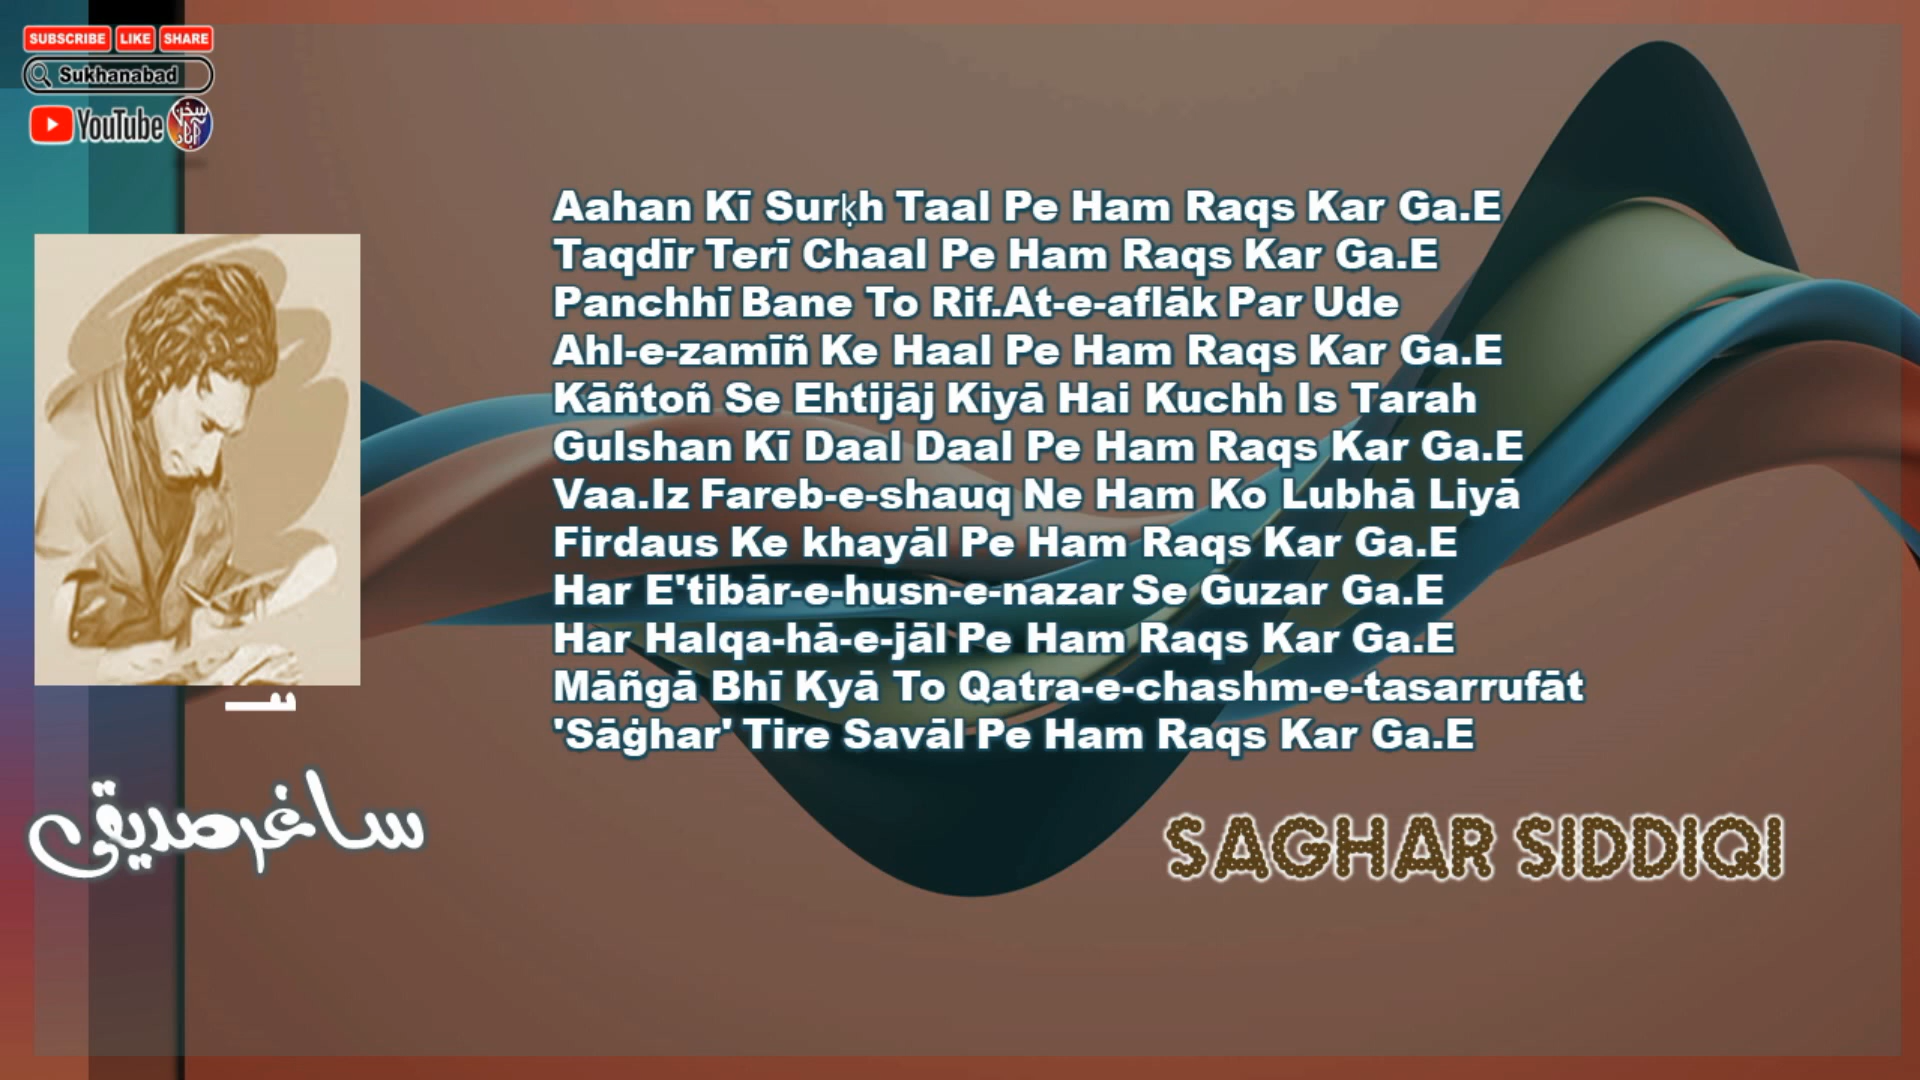 SUBSCRIBE LIKE SHARE
Sukhanabad
YouTube سخن آباد
Aahan Kī Surḳh Taal Pe Ham Raqs Kar Ga.E
Taqdīr Terī Chaal Pe Ham Raqs Kar Ga.E
Panchhī Bane To Rif.At-e-aflāk Par Ude
Ahl-e-zamīñ Ke Haal Pe Ham Raqs Kar Ga.E
Kāñtoñ Se Ehtijāj Kiyā Hai Kuchh Is Tarah
Gulshan Kī Daal Daal Pe Ham Raqs Kar Ga.E
Vaa.Iz Fareb-e-shauq Ne Ham Ko Lubhā Liyā
Firdaus Ke khayāl Pe Ham Raqs Kar Ga.E
Har E'tibār-e-husn-e-nazar Se Guzar Ga.E
Har Halqa-hā-e-jāl Pe Ham Raqs Kar Ga.E
Māñgā Bhī Kyā To Qatra-e-chashm-e-tasarrufāt
'Sāġhar' Tire Savāl Pe Ham Raqs Kar Ga.E
ساغر صدیقی
SAGHAR SIDDIQI